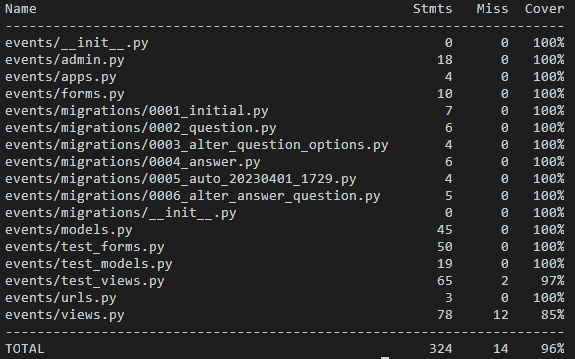 Name Stmts Miss Cover
-------------------------------------------------------------------
events/__init__.py 0 0 100%
events/admin.py 18 0 100%
events/apps.py 4 0 100%
events/forms.py 10 0 100%
events/migrations/0001_initial.py 7 0 100%
events/migrations/0002_question.py 6 0 100%
events/migrations/0003_alter_question_options.py 4 0 100%
events/migrations/0004_answer.py 6 0 100%
events/migrations/0005_auto_20230401_1729.py 4 0 100%
events/migrations/0006_alter_answer_question.py 5 0 100%
events/migrations/__init__.py 0 0 100%
events/models.py 45 0 100%
events/test_forms.py 50 0 100%
events/test_models.py 19 0 100%
events/test_views.py 65 2 97%
events/urls.py 3 0 100%
events/views.py 78 12 85%
-------------------------------------------------------------------
TOTAL 324 14 96%